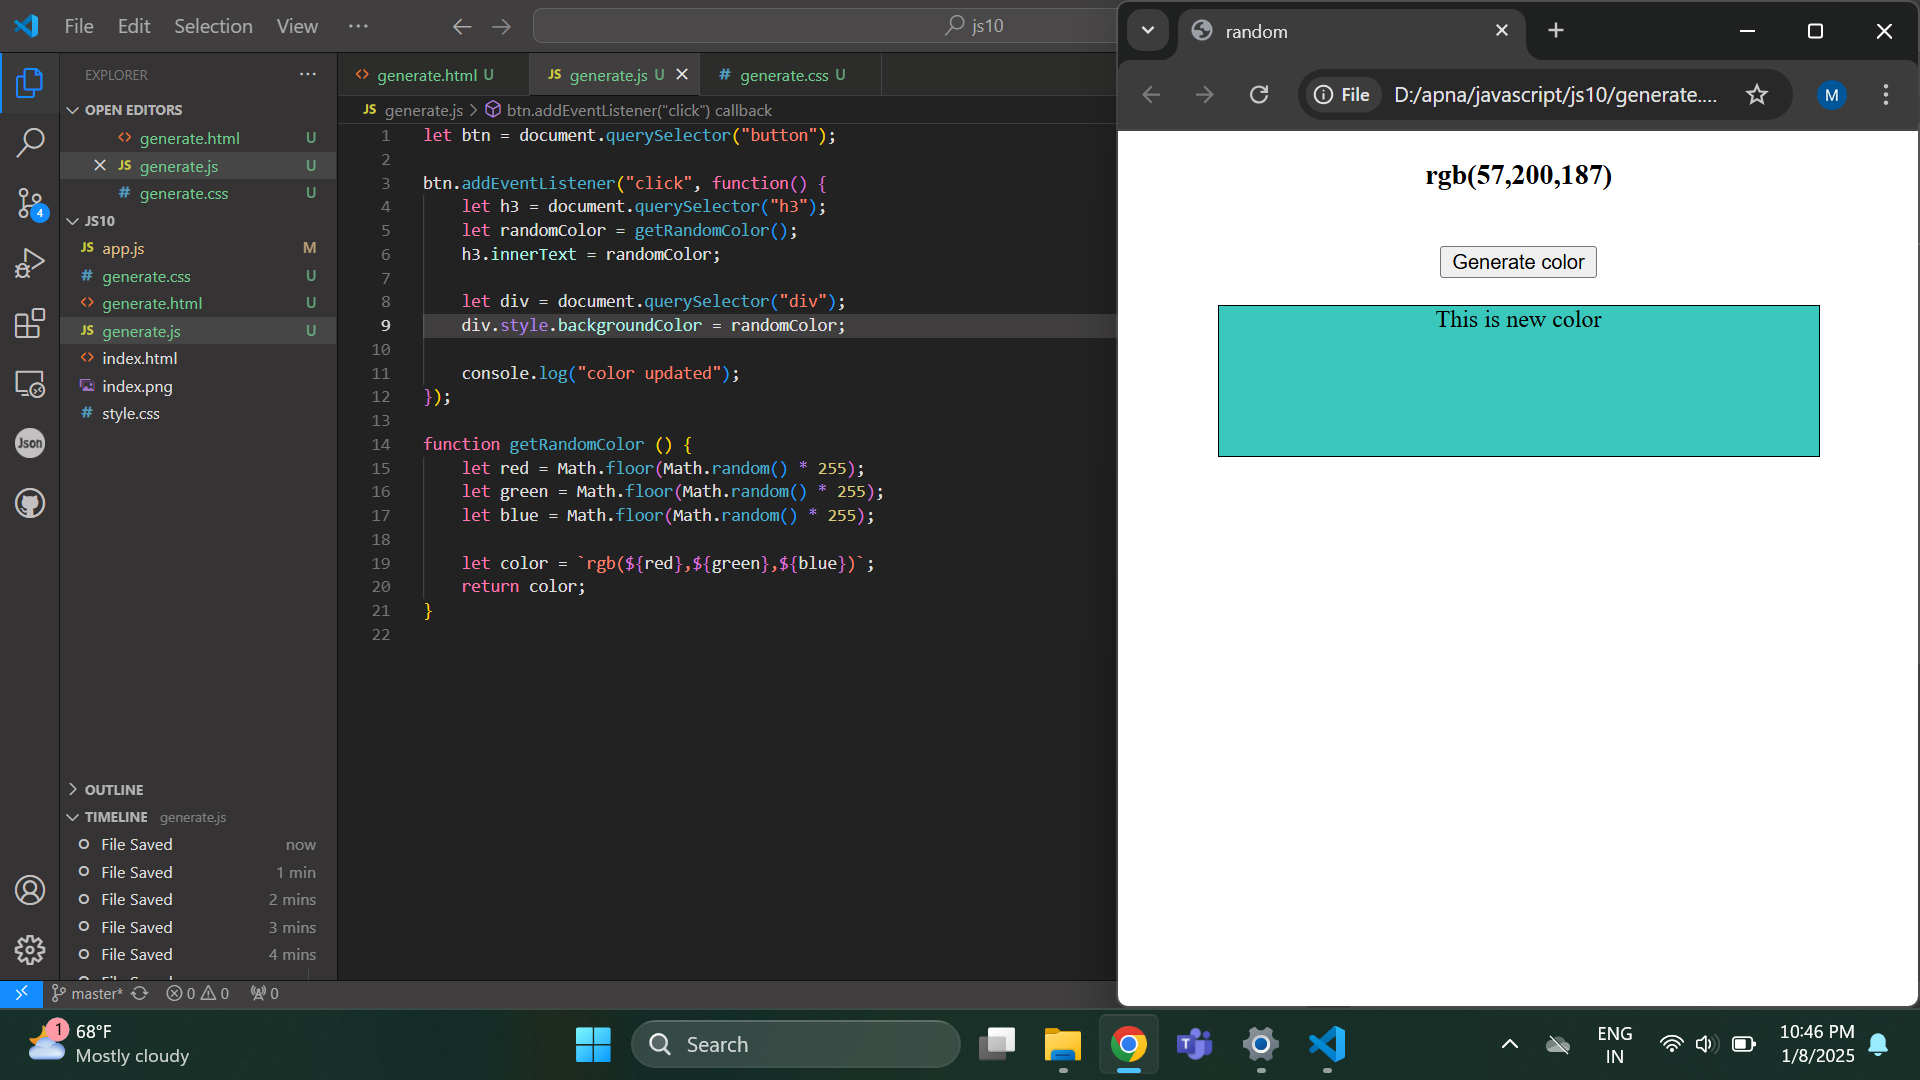 File Edit Selection View ··· js10
EXPLORER ···
OPEN EDITORS
<> generate.html U
JS generate.js U
# generate.css U
JS10
JS app.js M
# generate.css U
<> generate.html U
JS generate.js U
<> index.html
index.png
# style.css
OUTLINE
TIMELINE generate.js
File Saved now
File Saved 1 min
File Saved 2 mins
File Saved 3 mins
File Saved 4 mins
4
Json
<> generate.html U JS generate.js U # generate.css U
JS generate.js > btn.addEventListener("click") callback
1 let btn = document.querySelector("button");
2
3 btn.addEventListener("click", function() {
4 let h3 = document.querySelector("h3");
5 let randomColor = getRandomColor();
6 h3.innerText = randomColor;
7
8 let div = document.querySelector("div");
9 div.style.backgroundColor = randomColor;
10
11 console.log("color updated");
12 });
13
14 function getRandomColor () {
15 let red = Math.floor(Math.random() * 255);
16 let green = Math.floor(Math.random() * 255);
17 let blue = Math.floor(Math.random() * 255);
18
19 let color = `rgb(${red},${green},${blue})`;
20 return color;
21 }
22
master* 0 0 0
random
File D:/apna/javascript/js10/generate.... M
rgb(57,200,187)
Generate color
This is new color
1 68°F
Mostly cloudy
Search
ENG
IN
10:46 PM
1/8/2025